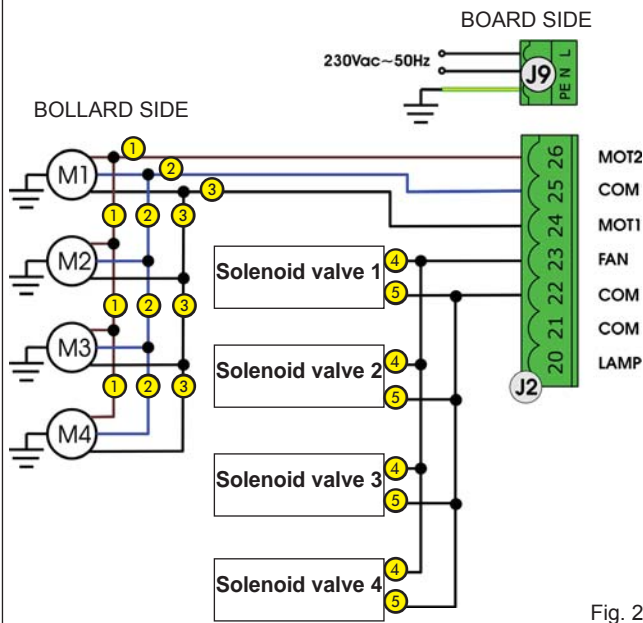 BOARD SIDE
230Vac~50Hz
J9
PE N L
BOLLARD SIDE
1
2
3
M1
1 2 3
M2
1 2 3
M3
1 2 3
M4
26 MOT2
25 COM
24 MOT1
23 FAN
22 COM
21 COM
20 LAMP
J2
Solenoid valve 1
4
5
Solenoid valve 2
4
5
Solenoid valve 3
4
5
Solenoid valve 4
4
5
Fig. 2